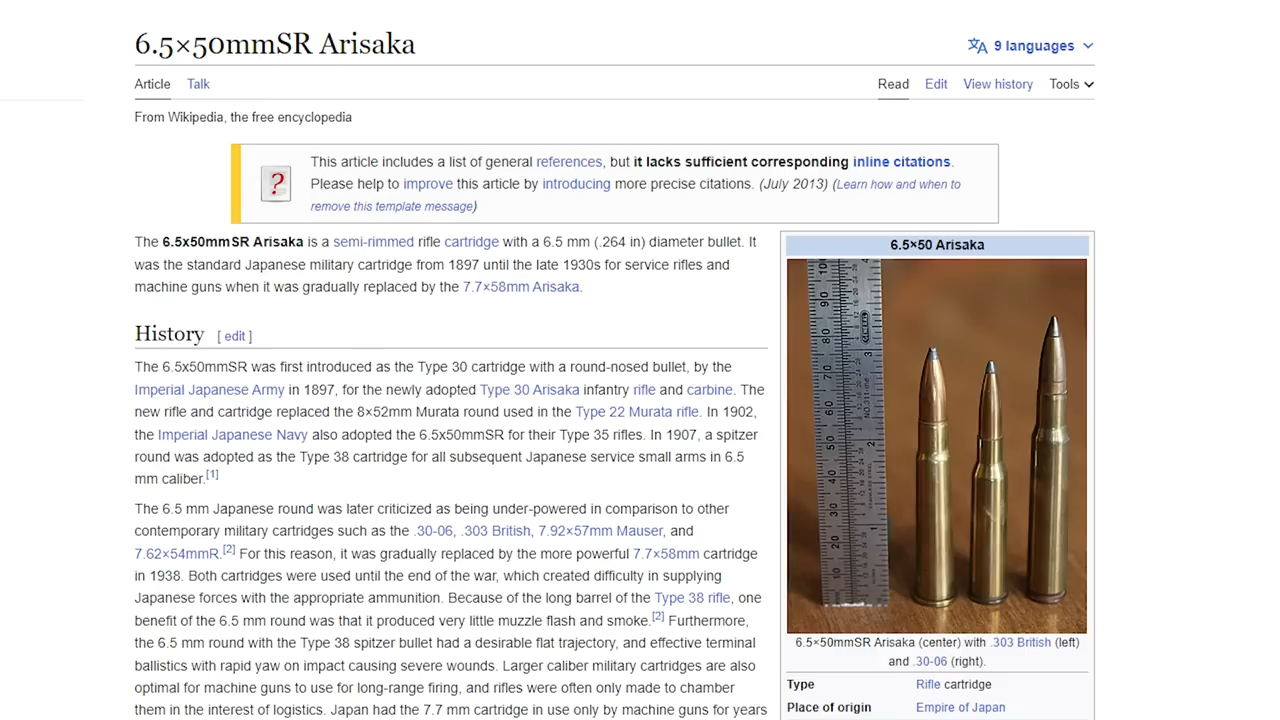 6.5×50mmSR Arisaka
9 languages
Article Talk Read Edit View history Tools
From Wikipedia, the free encyclopedia
This article includes a list of general references, but it lacks sufficient corresponding inline citations.
Please help to improve this article by introducing more precise citations. (July 2013) (Learn how and when to
remove this template message)
The 6.5x50mmSR Arisaka is a semi-rimmed rifle cartridge with a 6.5 mm (.264 in) diameter bullet. It
was the standard Japanese military cartridge from 1897 until the late 1930s for service rifles and
machine guns when it was gradually replaced by the 7.7×58mm Arisaka.
History [ edit ]
The 6.5x50mmSR was first introduced as the Type 30 cartridge with a round-nosed bullet, by the
Imperial Japanese Army in 1897, for the newly adopted Type 30 Arisaka infantry rifle and carbine. The
new rifle and cartridge replaced the 8×52mm Murata round used in the Type 22 Murata rifle. In 1902,
the Imperial Japanese Navy also adopted the 6.5x50mmSR for their Type 35 rifles. In 1907, a spitzer
round was adopted as the Type 38 cartridge for all subsequent Japanese service small arms in 6.5
mm caliber.[1]
The 6.5 mm Japanese round was later criticized as being under-powered in comparison to other
contemporary military cartridges such as the .30-06, .303 British, 7.92×57mm Mauser, and
7.62×54mmR.[2] For this reason, it was gradually replaced by the more powerful 7.7×58mm cartridge
in 1938. Both cartridges were used until the end of the war, which created difficulty in supplying
Japanese forces with the appropriate ammunition. Because of the long barrel of the Type 38 rifle, one
benefit of the 6.5 mm round was that it produced very little muzzle flash and smoke.[2] Furthermore,
the 6.5 mm round with the Type 38 spitzer bullet had a desirable flat trajectory, and effective terminal
ballistics with rapid yaw on impact causing severe wounds. Larger caliber military cartridges are also
optimal for machine guns to use for long-range firing, and rifles were often only made to chamber
them in the interest of logistics. Japan had the 7.7 mm cartridge in use only by machine guns for years
6.5×50 Arisaka
100 90 80 70 60 50 40 30 20 10
GENERAL
3 2 1
6.5×50mmSR Arisaka (center) with .303 British (left)
and .30-06 (right).
Type Rifle cartridge
Place of origin Empire of Japan